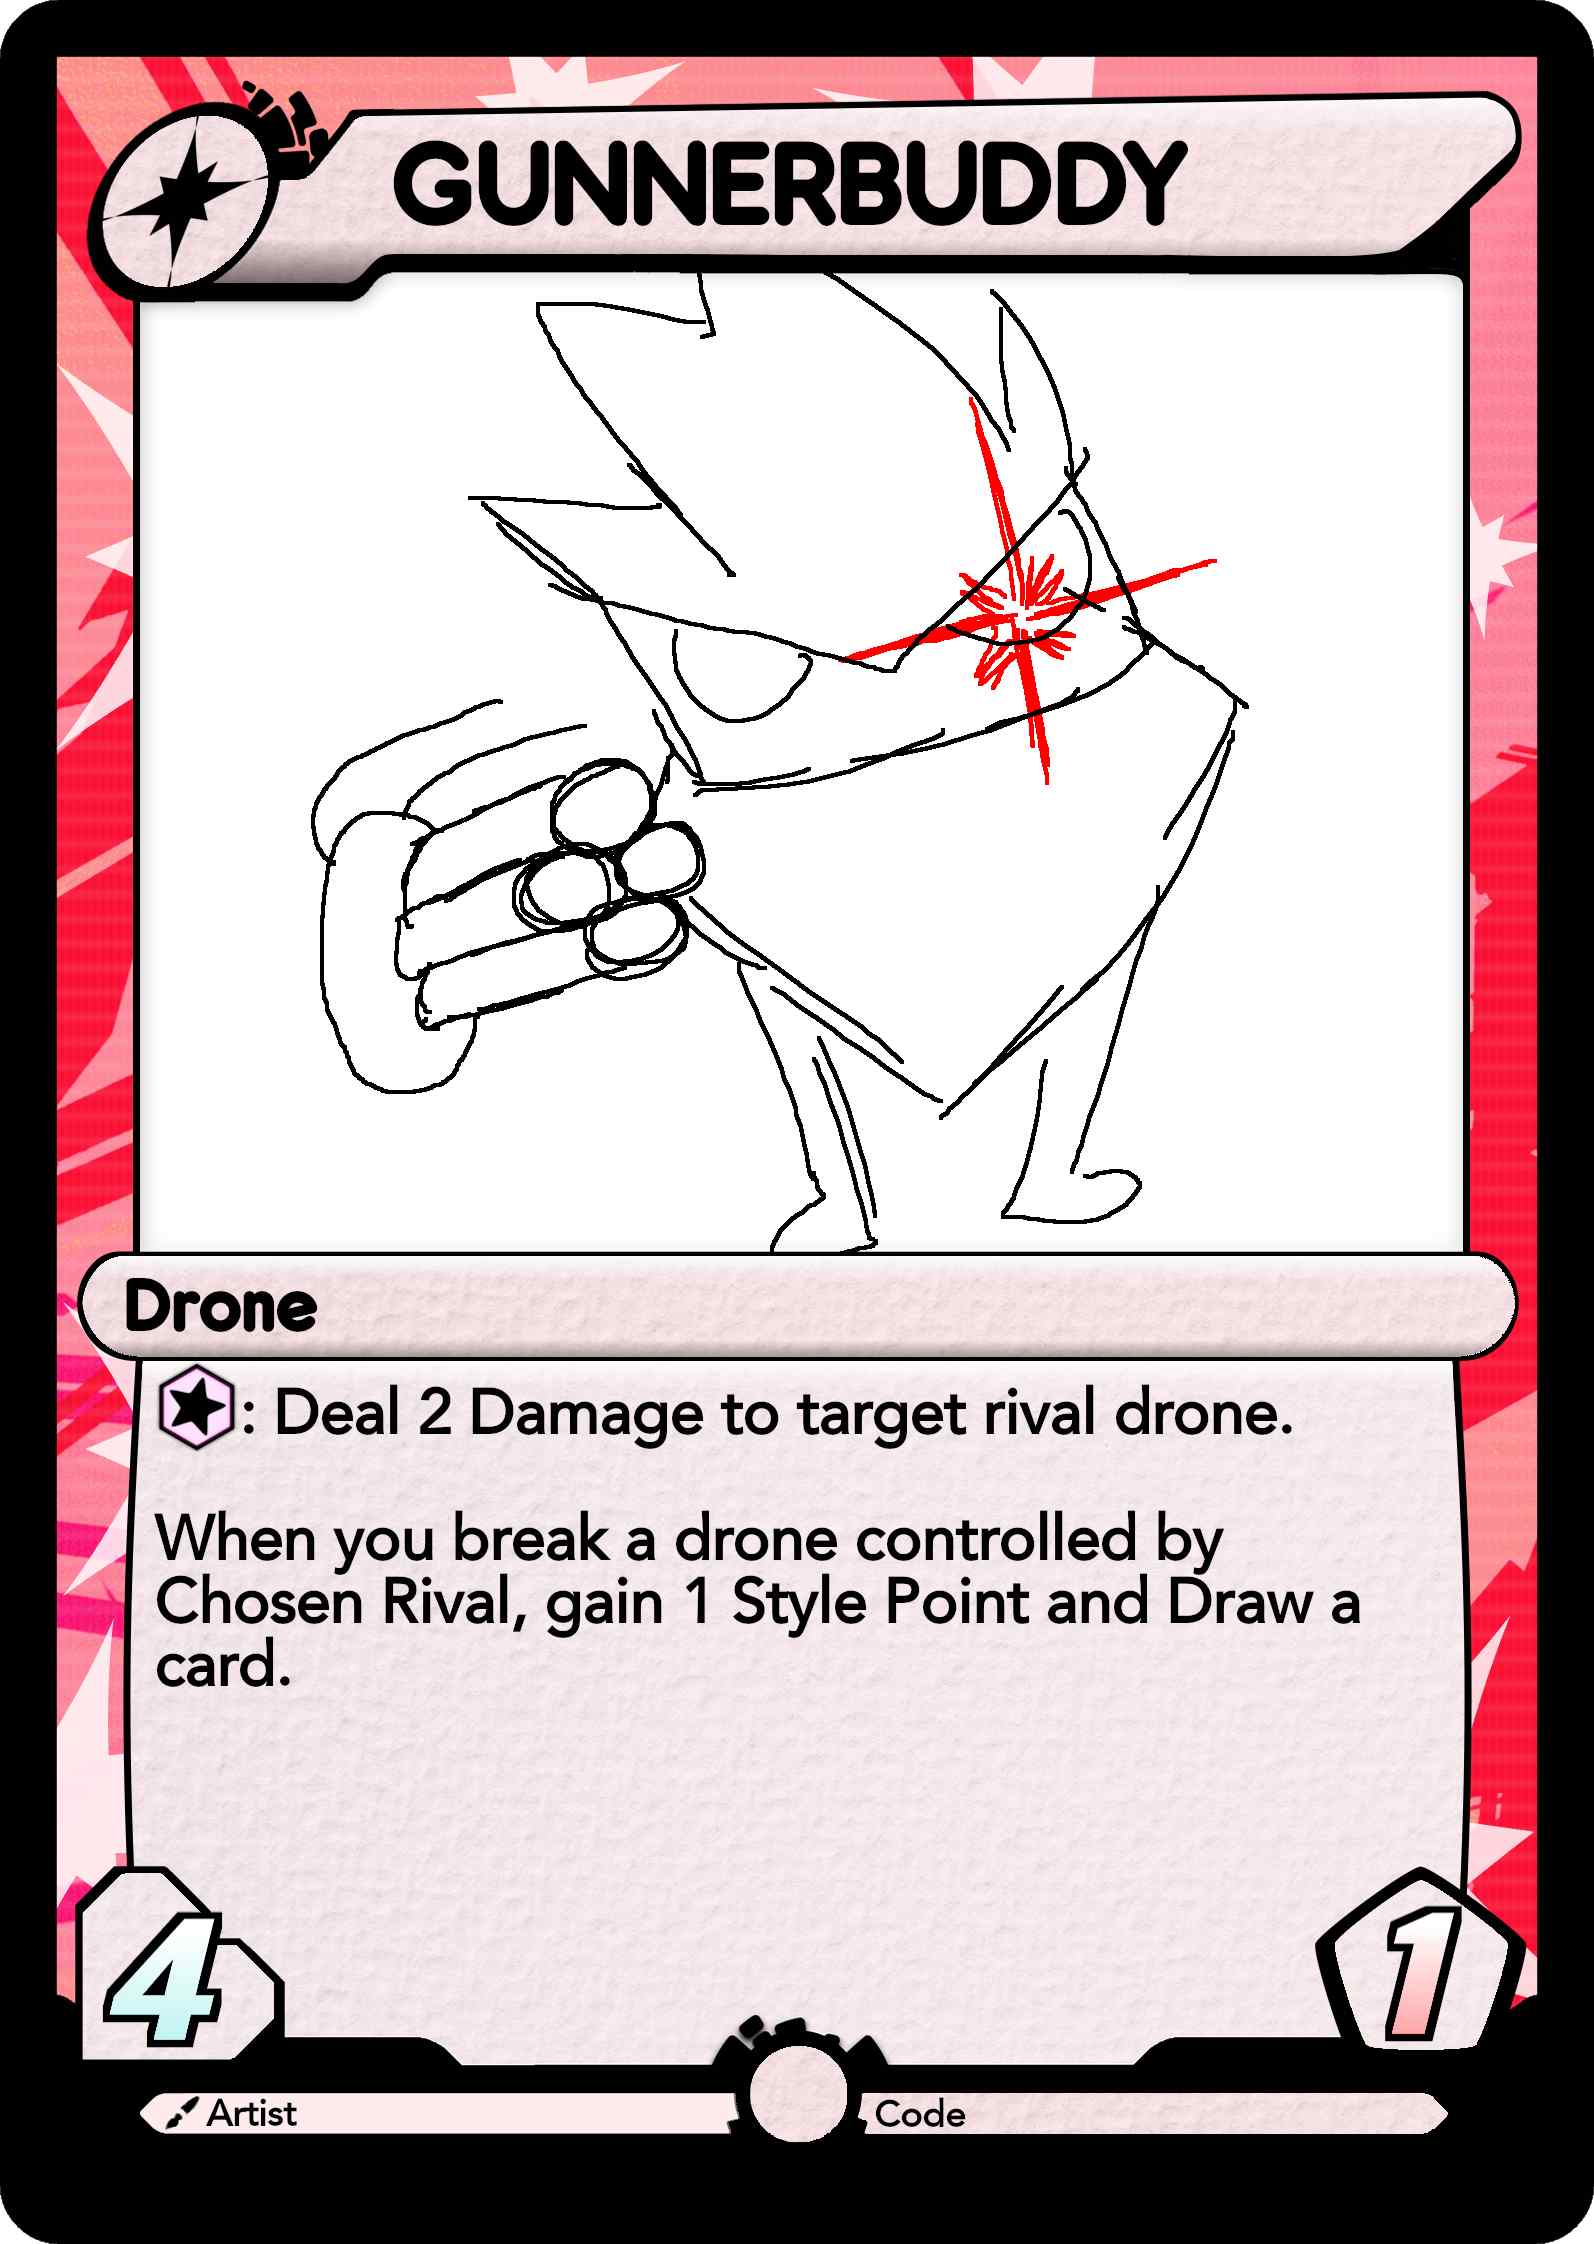 GUNNERBUDDY
Drone
: Deal 2 Damage to target rival drone.
When you break a drone controlled by
Chosen Rival, gain 1 Style Point and Draw a
card.
4
1
Artist
Code